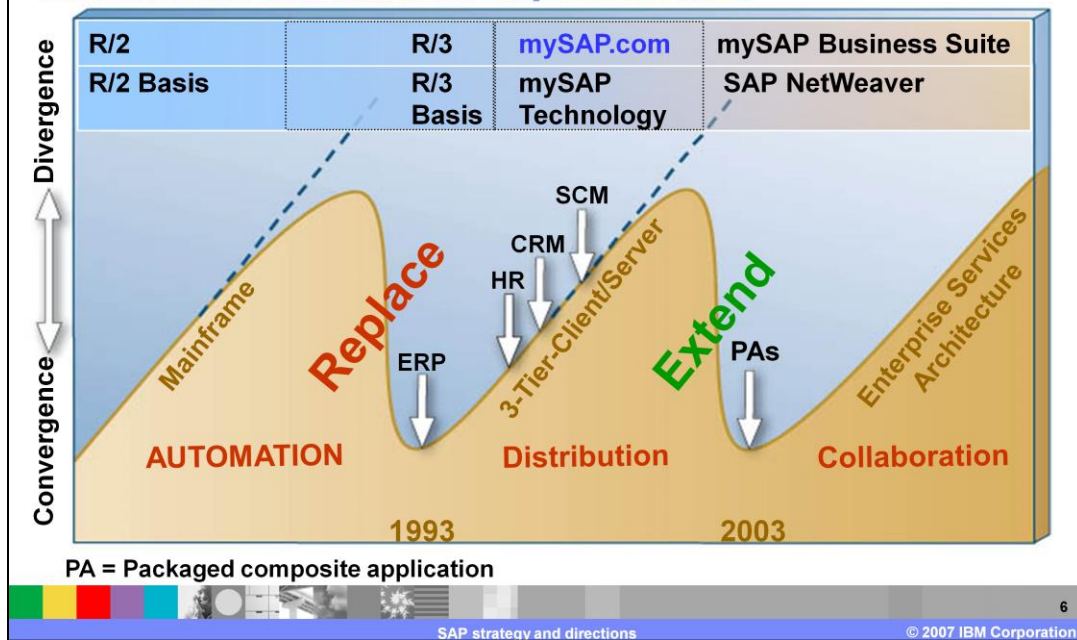 R/2 R/3 mySAP.com mySAP Business Suite
R/2 Basis R/3 mySAP SAP NetWeaver
Basis Technology
Divergence
Convergence
SCM
CRM
HR
ERP
PAs
Mainframe
Replace
3-Tier-Client/Server
Extend
Enterprise Services
Architecture
AUTOMATION Distribution Collaboration
1993 2003
PA = Packaged composite application
6
SAP strategy and directions © 2007 IBM Corporation